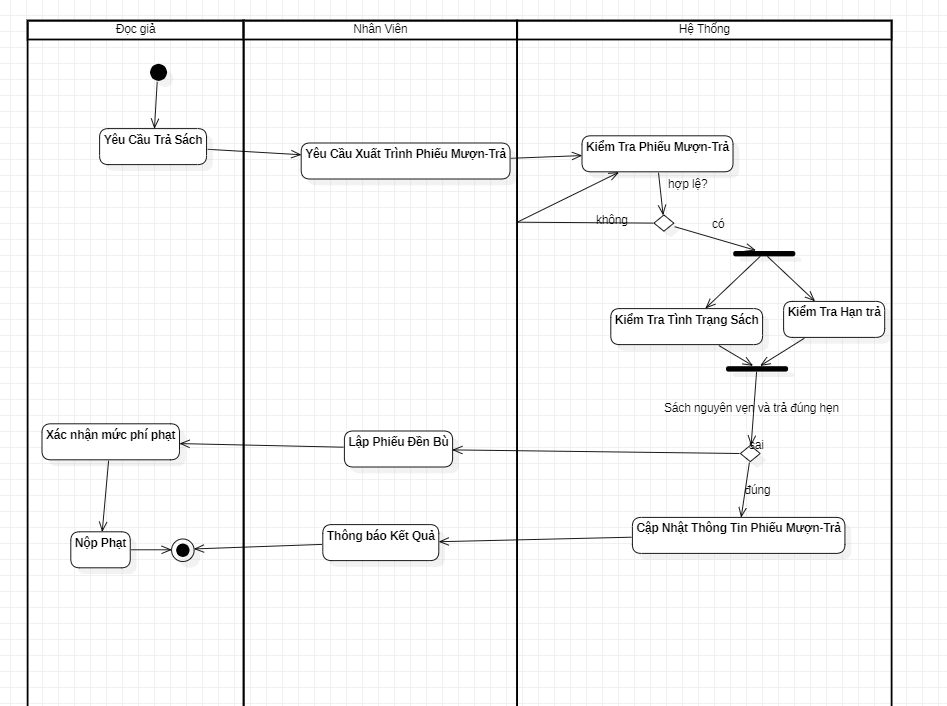 Đọc giả
Nhân Viên
Hệ Thống
Yêu Cầu Trả Sách
Yêu Cầu Xuất Trình Phiếu Mượn-Trả
Kiểm Tra Phiếu Mượn-Trả
hợp lệ?
không
có
Kiểm Tra Tình Trạng Sách
Kiểm Tra Hạn trả
Sách nguyên vẹn và trả đúng hẹn
sai
Xác nhận mức phí phạt
Lập Phiếu Đền Bù
đúng
Cập Nhật Thông Tin Phiếu Mượn-Trả
Thông báo Kết Quả
Nộp Phạt